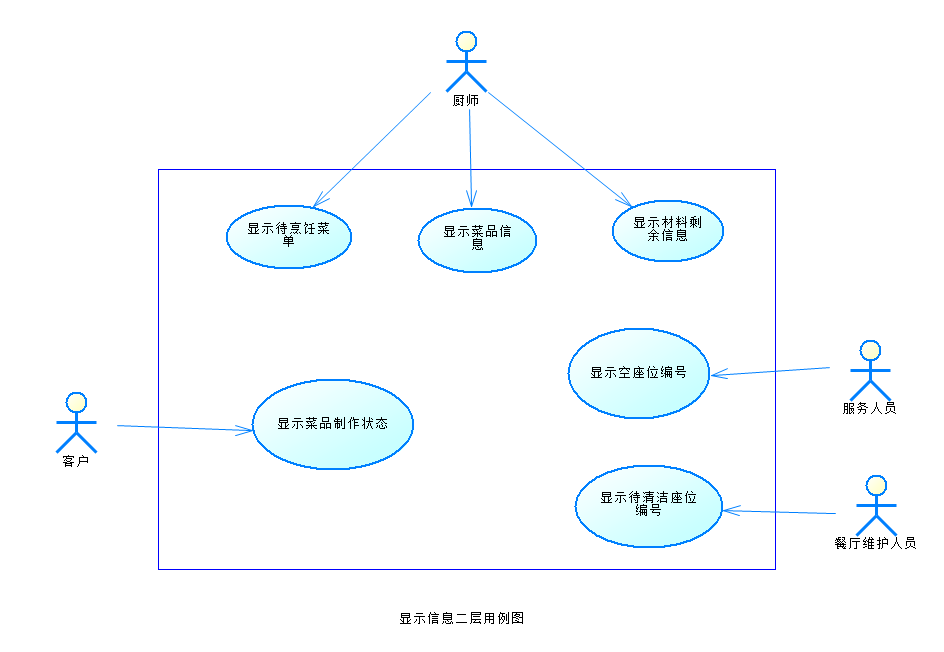 厨师
显示待烹饪菜
单
显示菜品信
息
显示材料剩
余信息
显示空座位编号
服务人员
显示菜品制作状态
客户
显示待清洁座位
编号
餐厅维护人员
显示信息二层用例图